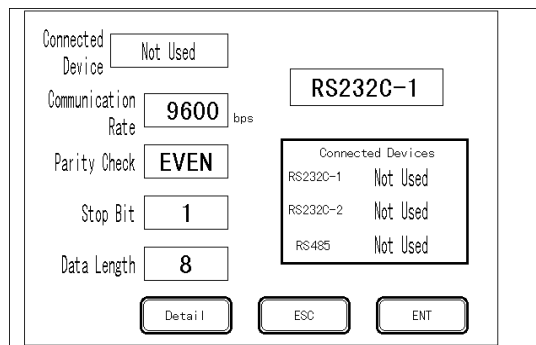 Connected Device Not Used
Communication Rate 9600 bps
Parity Check EVEN
Stop Bit 1
Data Length 8
RS232C-1
Connected Devices
RS232C-1 Not Used
RS232C-2 Not Used
RS485 Not Used
Detail ESC ENT